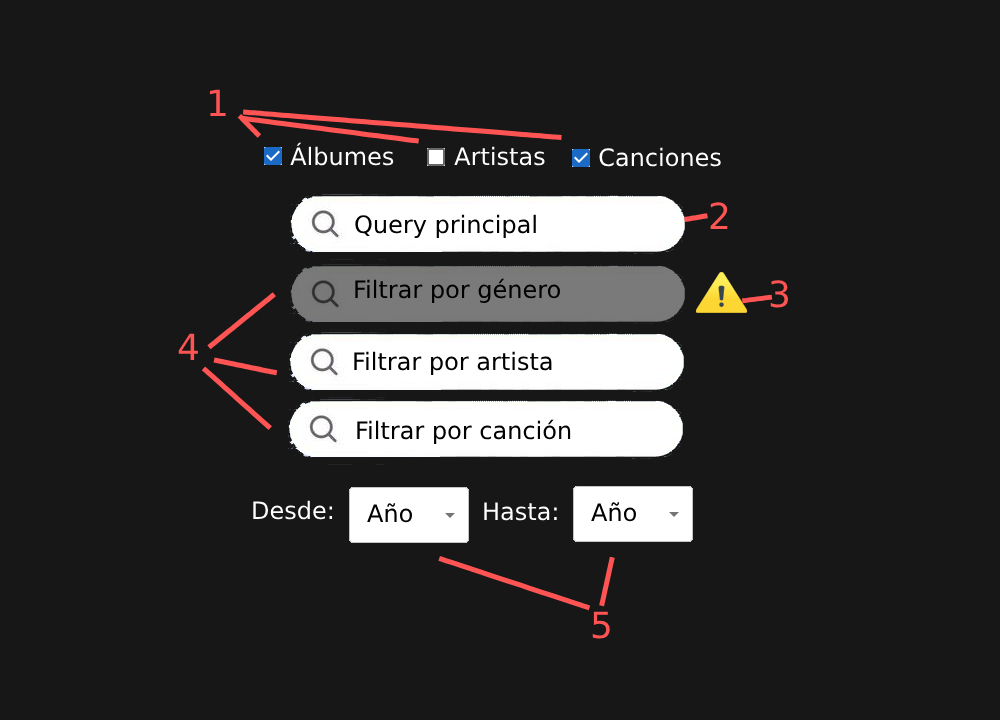 1
Álbumes Artistas Canciones
Query principal 2
Filtrar por género 3
4
Filtrar por artista
Filtrar por canción
Desde: Año Hasta: Año
5